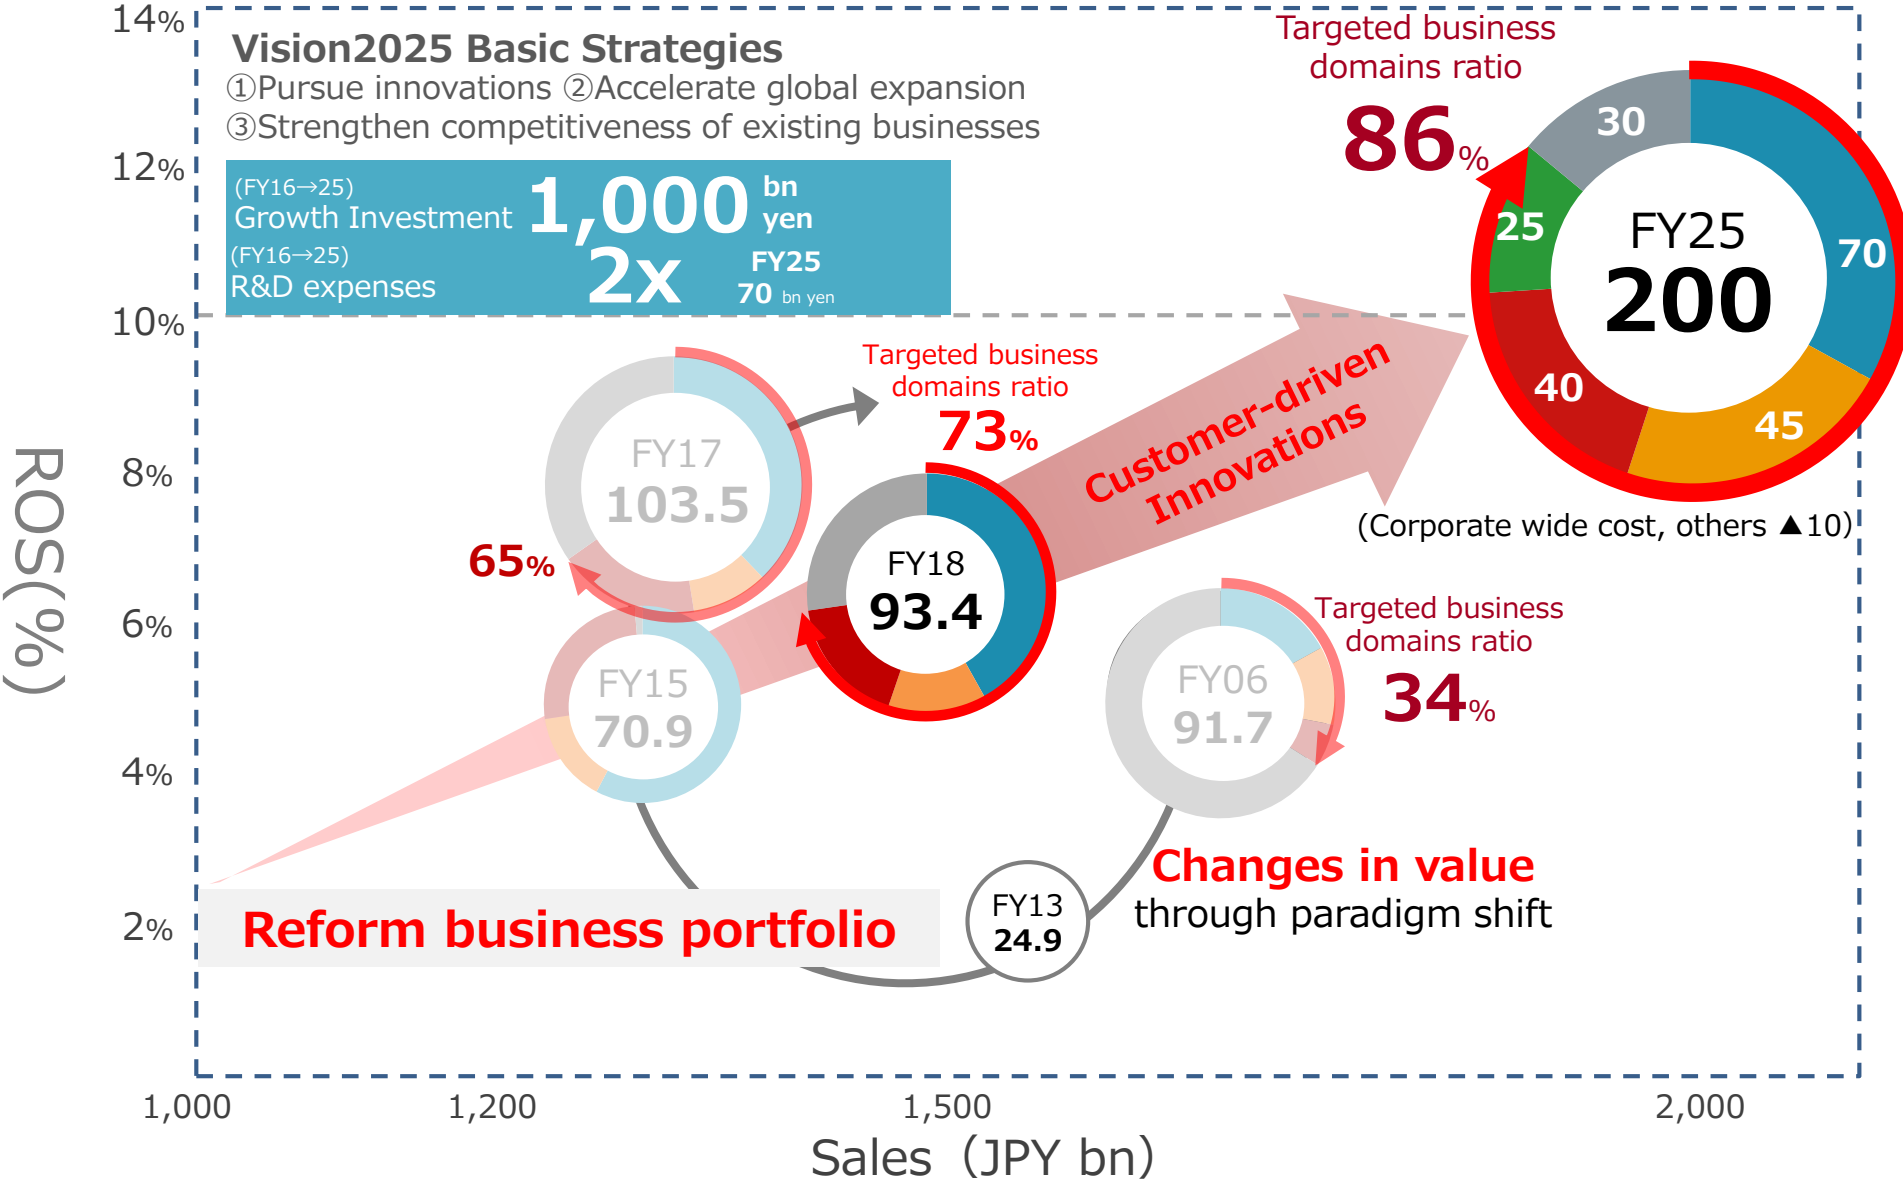 14%
12%
10%
8%
6%
4%
2%
ROS(%)
Vision2025 Basic Strategies
①Pursue innovations ②Accelerate global expansion
③Strengthen competitiveness of existing businesses
(FY16→25)
Growth Investment 1,000 bn yen
(FY16→25)
R&D expenses 2x FY25
70 bn yen
Targeted business
domains ratio
86%
30
25
70
40
45
FY25
200
(Corporate wide cost, others ▲10)
Customer-driven
Innovations
Targeted business
domains ratio
73%
FY17
103.5
65%
FY18
93.4
FY15
70.9
FY06
91.7
Targeted business
domains ratio
34%
Changes in value
through paradigm shift
FY13
24.9
Reform business portfolio
1,000
1,200
1,500
2,000
Sales（JPY bn）